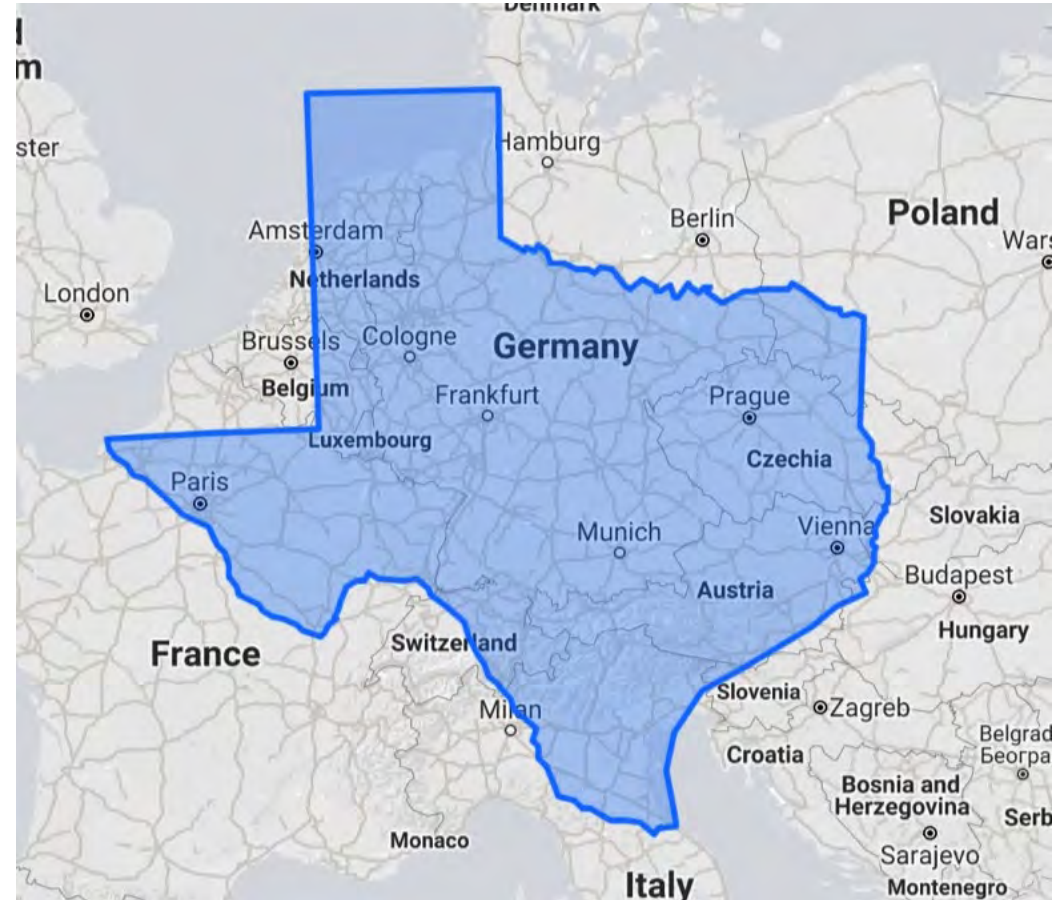 Denmark
d
m
ster
Hamburg
Amsterdam
Berlin
Poland
Wars
Netherlands
London
Brussels
Cologne
Germany
Belgium
Frankfurt
Prague
Luxembourg
Czechia
Paris
Munich
Vienna
Slovakia
Austria
Budapest
Hungary
France
Switzerland
Slovenia
Milan
Zagreb
Croatia
Belgrad
Београ
Bosnia and
Herzegovina
Serb
Monaco
Sarajevo
Italy
Montenegro